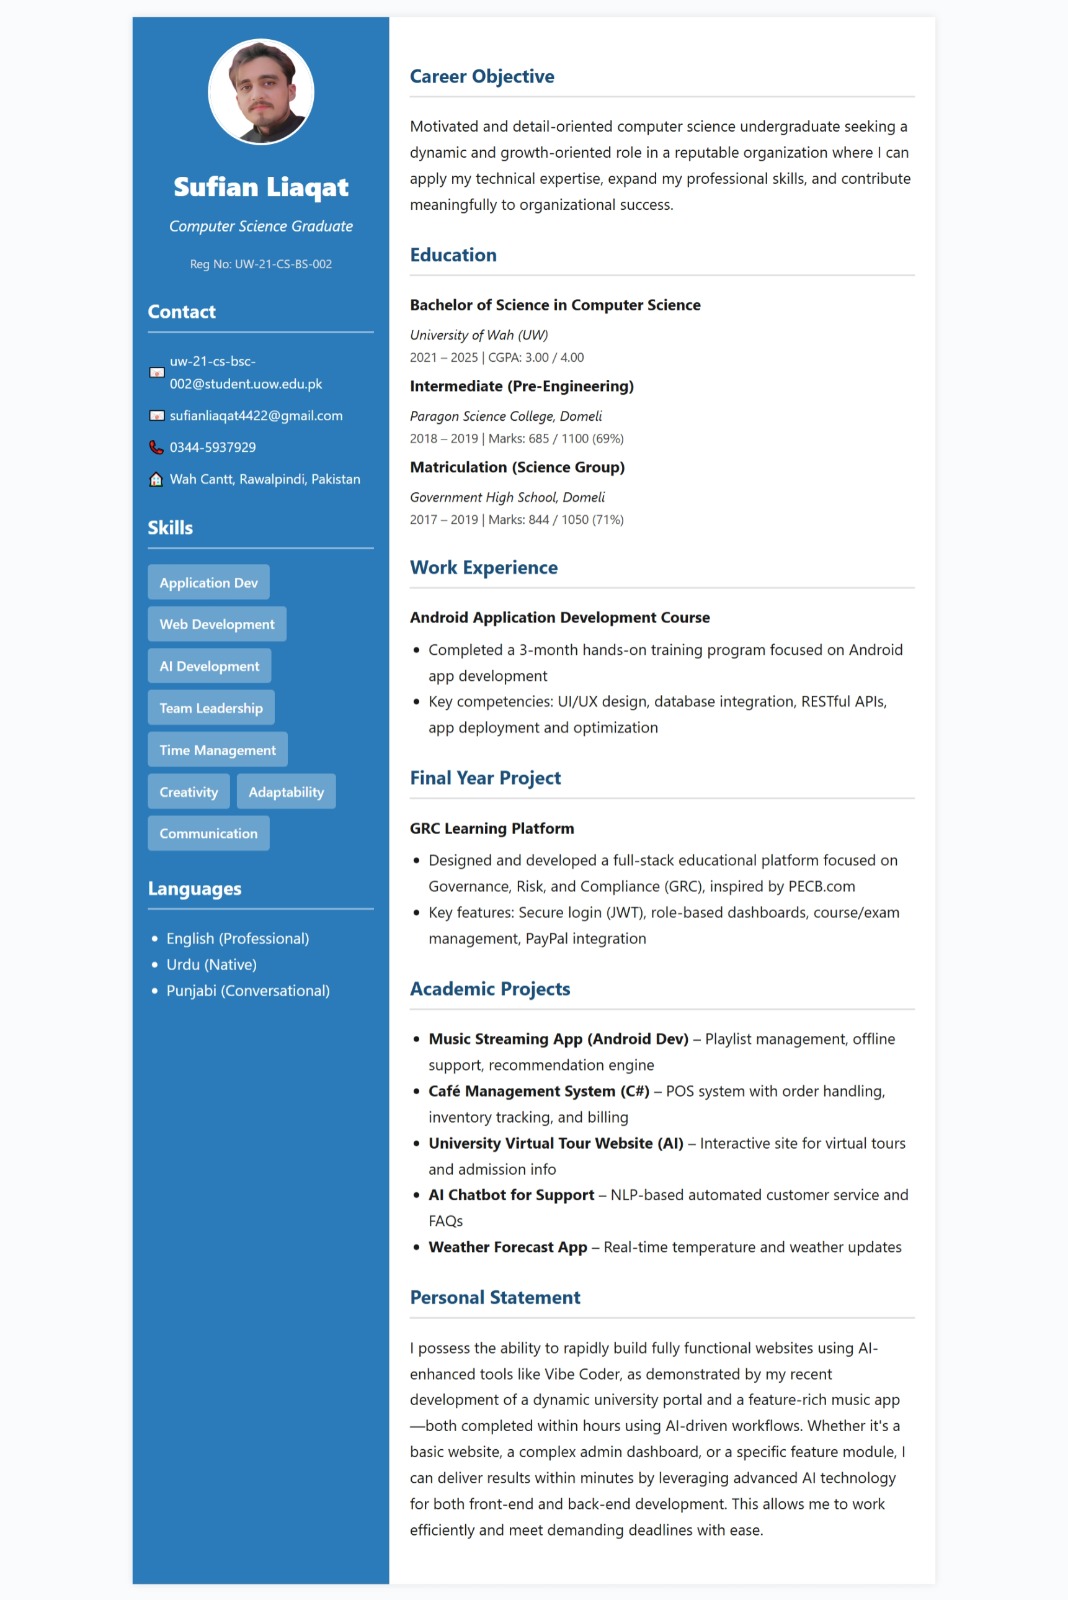 Sufian Liaqat
Computer Science Graduate
Reg No: UW-21-CS-BS-002
Contact
uw-21-cs-bsc-
002@student.uow.edu.pk
sufianliaqat4422@gmail.com
0344-5937929
Wah Cantt, Rawalpindi, Pakistan
Skills
Application Dev
Web Development
AI Development
Team Leadership
Time Management
Creativity Adaptability
Communication
Languages
• English (Professional)
• Urdu (Native)
• Punjabi (Conversational)
Career Objective
Motivated and detail-oriented computer science undergraduate seeking a
dynamic and growth-oriented role in a reputable organization where I can
apply my technical expertise, expand my professional skills, and contribute
meaningfully to organizational success.
Education
Bachelor of Science in Computer Science
University of Wah (UW)
2021 – 2025 | CGPA: 3.00 / 4.00
Intermediate (Pre-Engineering)
Paragon Science College, Domeli
2018 – 2019 | Marks: 685 / 1100 (69%)
Matriculation (Science Group)
Government High School, Domeli
2017 – 2019 | Marks: 844 / 1050 (71%)
Work Experience
Android Application Development Course
• Completed a 3-month hands-on training program focused on Android
app development
• Key competencies: UI/UX design, database integration, RESTful APIs,
app deployment and optimization
Final Year Project
GRC Learning Platform
• Designed and developed a full-stack educational platform focused on
Governance, Risk, and Compliance (GRC), inspired by PECB.com
• Key features: Secure login (JWT), role-based dashboards, course/exam
management, PayPal integration
Academic Projects
• Music Streaming App (Android Dev) – Playlist management, offline
support, recommendation engine
• Café Management System (C#) – POS system with order handling,
inventory tracking, and billing
• University Virtual Tour Website (AI) – Interactive site for virtual tours
and admission info
• AI Chatbot for Support – NLP-based automated customer service and
FAQs
• Weather Forecast App – Real-time temperature and weather updates
Personal Statement
I possess the ability to rapidly build fully functional websites using AI-
enhanced tools like Vibe Coder, as demonstrated by my recent
development of a dynamic university portal and a feature-rich music app
—both completed within hours using AI-driven workflows. Whether it's a
basic website, a complex admin dashboard, or a specific feature module, I
can deliver results within minutes by leveraging advanced AI technology
for both front-end and back-end development. This allows me to work
efficiently and meet demanding deadlines with ease.